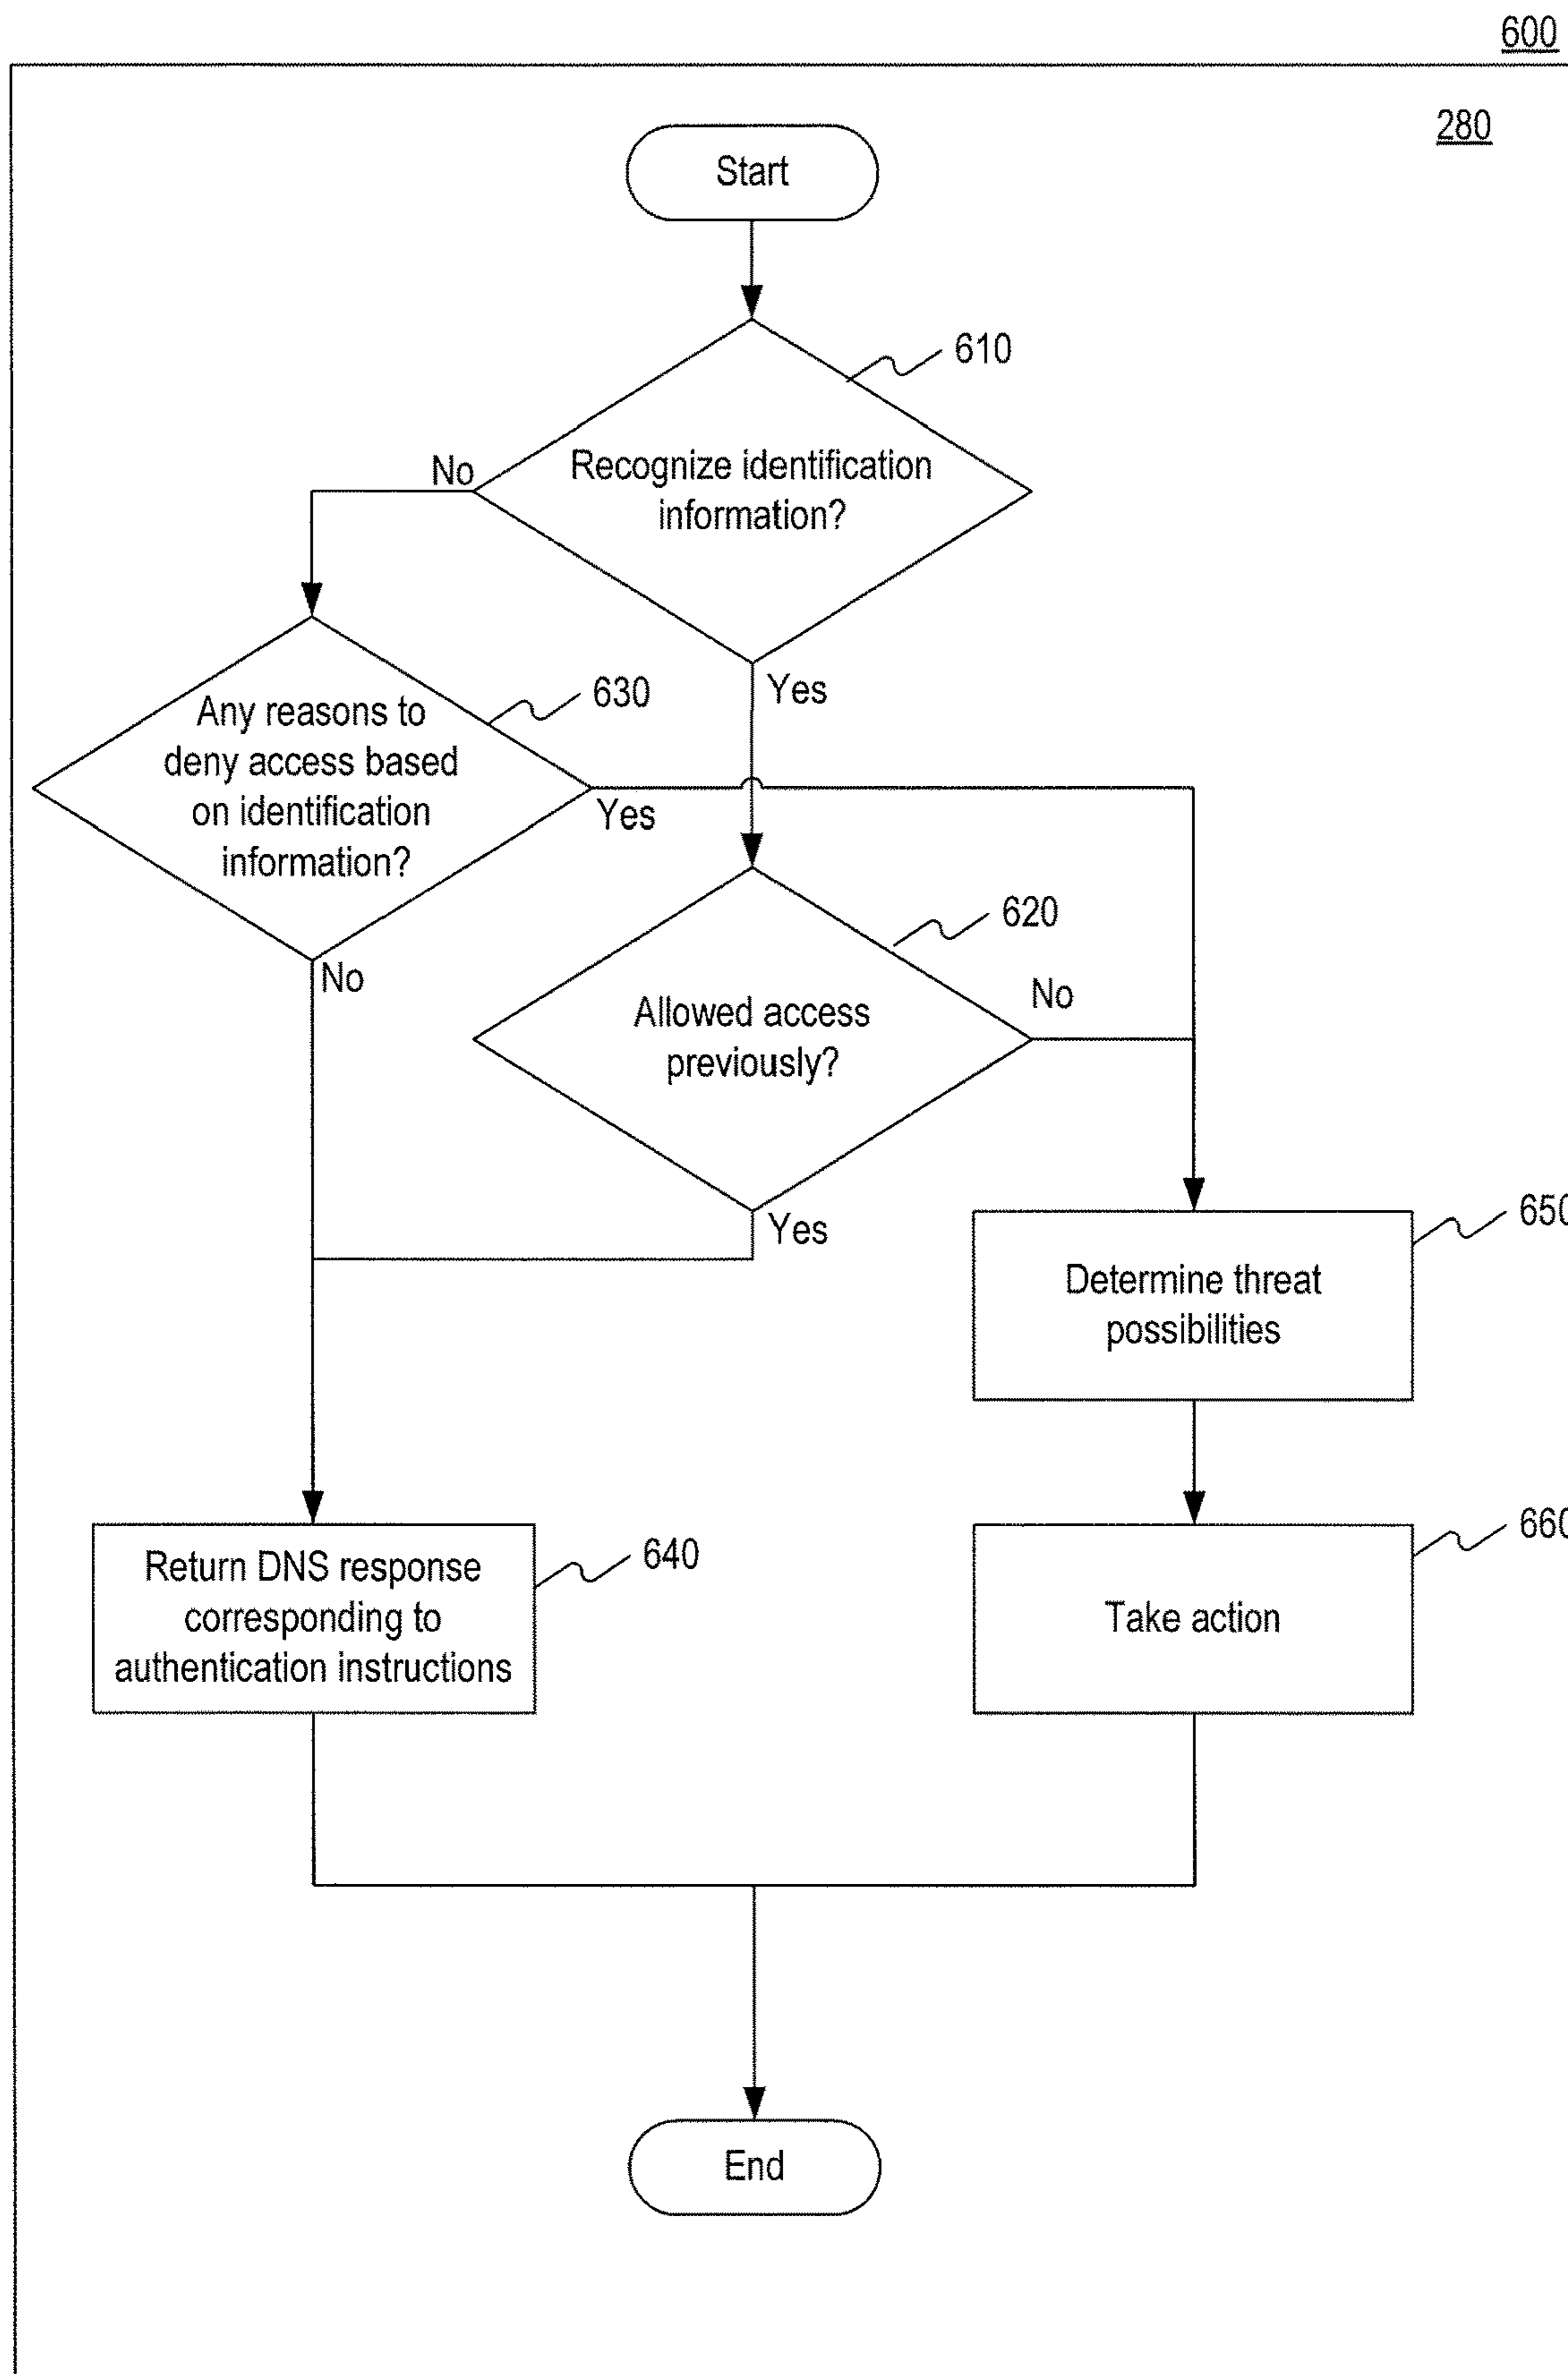 600
280
Start
610
Recognize identification
information?
No
Yes
630
Any reasons to
deny access based
on identification
information?
Yes
No
620
Allowed access
previously?
No
Yes
650
Determine threat
possibilities
660
Take action
640
Return DNS response
corresponding to
authentication instructions
End